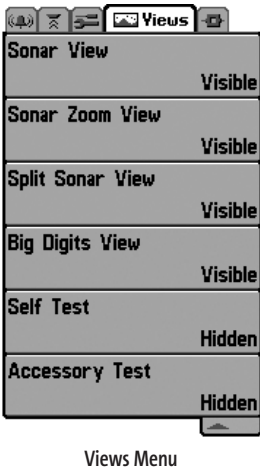 Views
Sonar View
Visible
Sonar Zoom View
Visible
Split Sonar View
Visible
Big Digits View
Visible
Self Test
Hidden
Accessory Test
Hidden
Views Menu